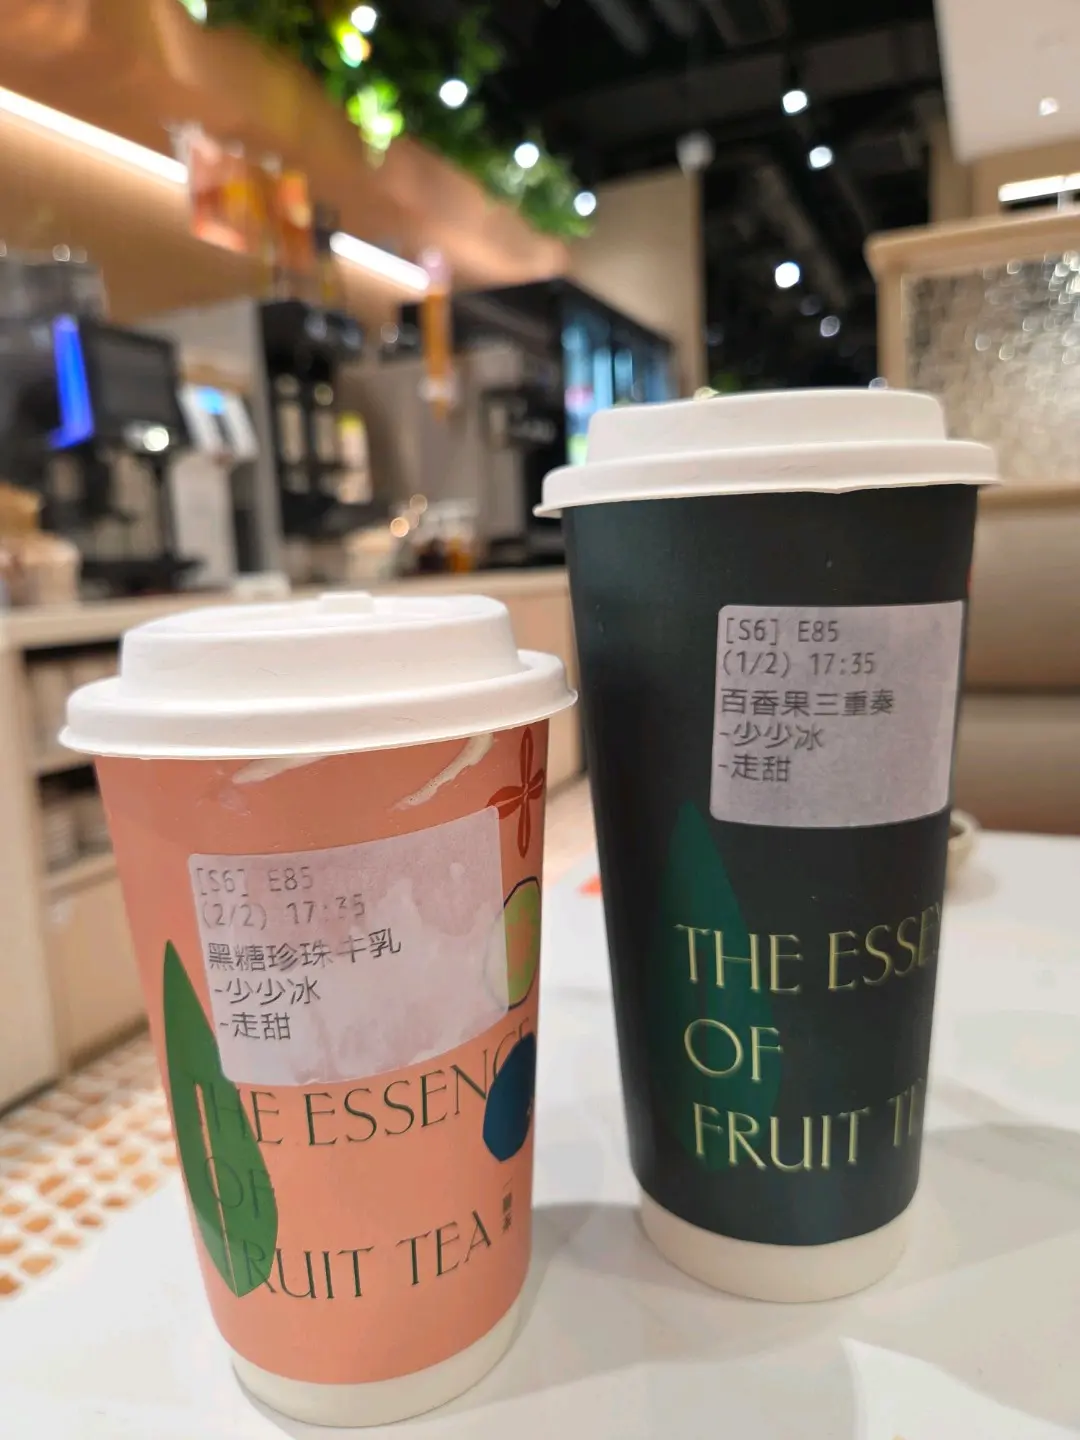 [S6] E85
(2/2) 17:35
黑糖珍珠牛乳
-少少冰
-走甜
THE ESSENCE
OF
FRUIT TEA
[S6] E85
(1/2) 17:35
百香果三重奏
-少少冰
-走甜
THE ESSE
OF
FRUIT TE